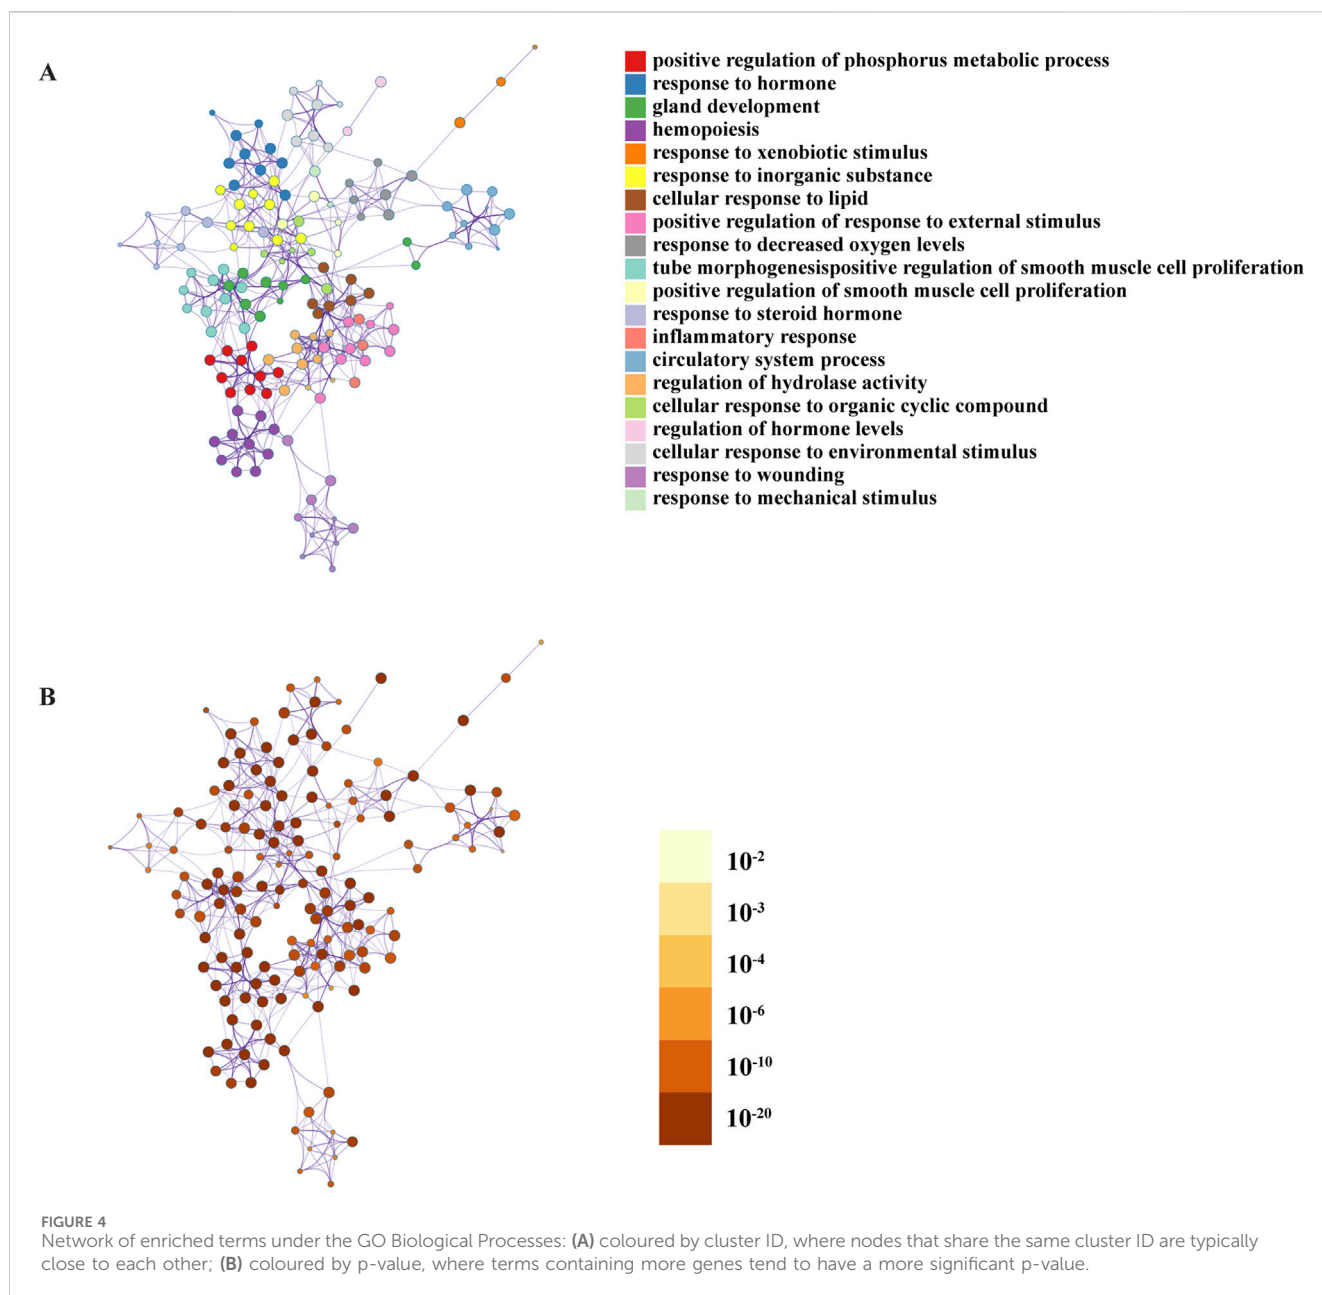 A
positive regulation of phosphorus metabolic process
response to hormone
gland development
hemopoiesis
response to xenobiotic stimulus
response to inorganic substance
cellular response to lipid
positive regulation of response to external stimulus
response to decreased oxygen levels
tube morphogenesispositive regulation of smooth muscle cell proliferation
positive regulation of smooth muscle cell proliferation
response to steroid hormone
inflammatory response
circulatory system process
regulation of hydrolase activity
cellular response to organic cyclic compound
regulation of hormone levels
cellular response to environmental stimulus
response to wounding
response to mechanical stimulus
B
10-2
10-3
10-4
10-6
10-10
10-20
FIGURE 4
Network of enriched terms under the GO Biological Processes: (A) coloured by cluster ID, where nodes that share the same cluster ID are typically
close to each other; (B) coloured by p-value, where terms containing more genes tend to have a more significant p-value.